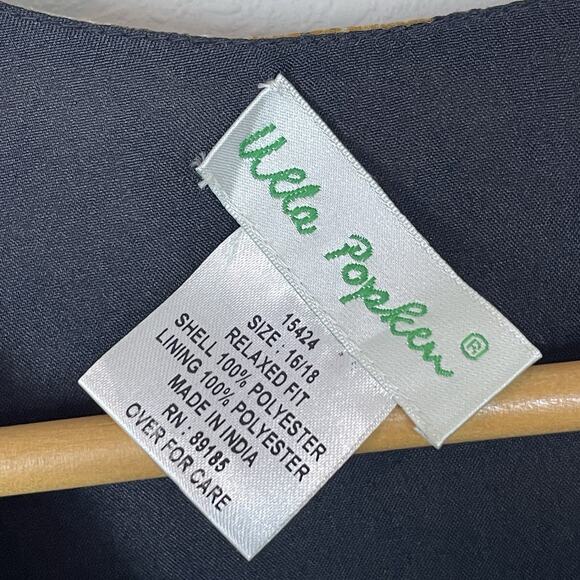 Ulla Popken ®
15424
SIZE : 16/18
RELAXED FIT
SHELL 100% POLYESTER
LINING 100% POLYESTER
MADE IN INDIA
RN : 89185
OVER FOR CARE